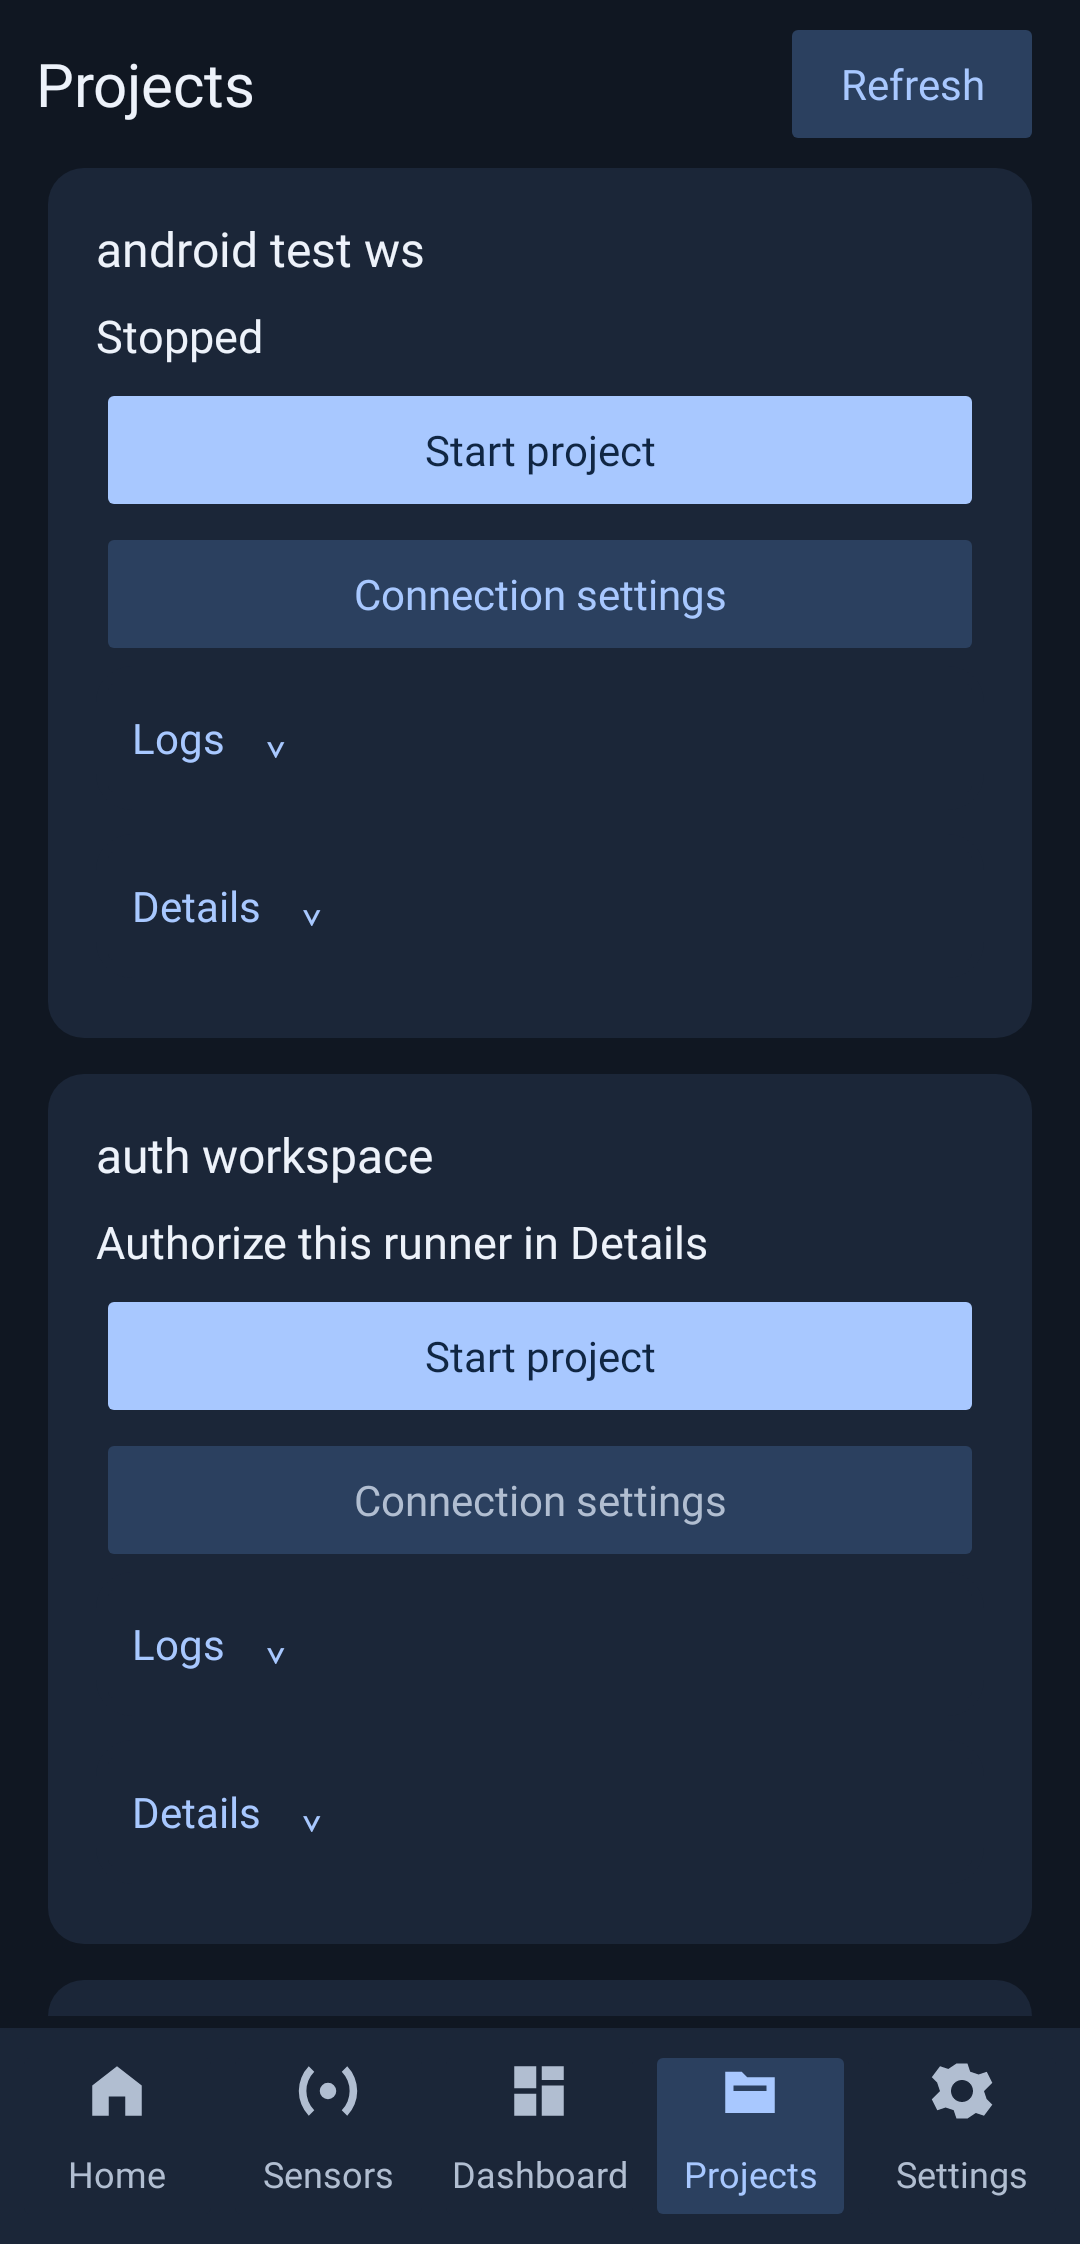 Projects
Refresh
android test ws
Stopped
Start project
Connection settings
Logs v
Details v
auth workspace
Authorize this runner in Details
Start project
Connection settings
Logs v
Details v
Home
Sensors
Dashboard
Projects
Settings